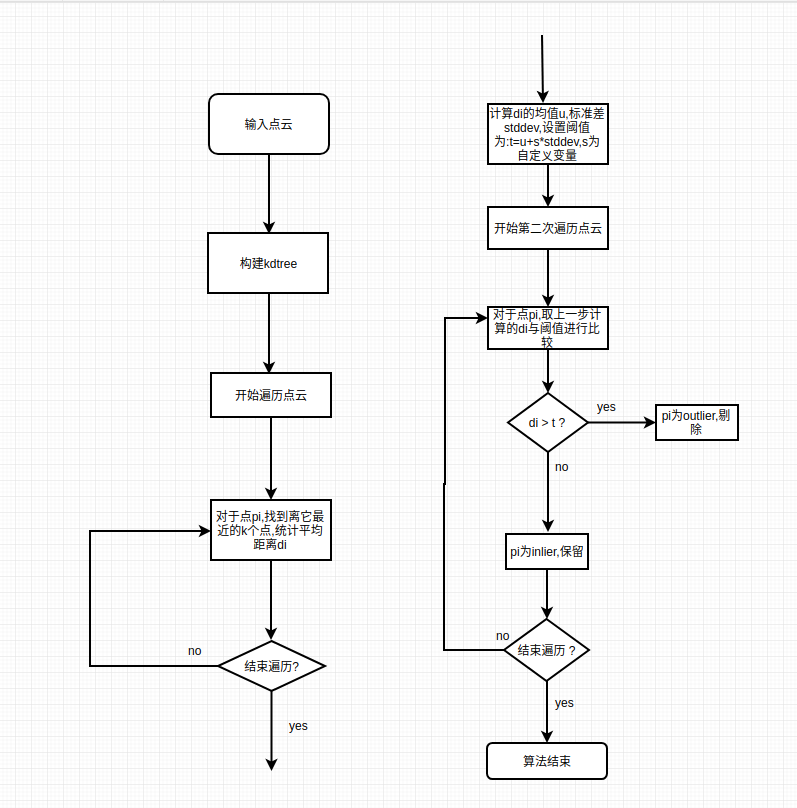 输入点云
构建kdtree
开始遍历点云
对于点pi,找到离它最
近的k个点,统计平均
距离di
no
结束遍历?
yes
计算di的均值u,标准差
stddev,设置阈值
为:t=u+s*stddev,s为
自定义变量
开始第二次遍历点云
对于点pi,取上一步计
算的di与阈值进行比
较
di > t ?
yes
pi为outlier,剔
除
no
pi为inlier,保留
no
结束遍历 ?
yes
算法结束